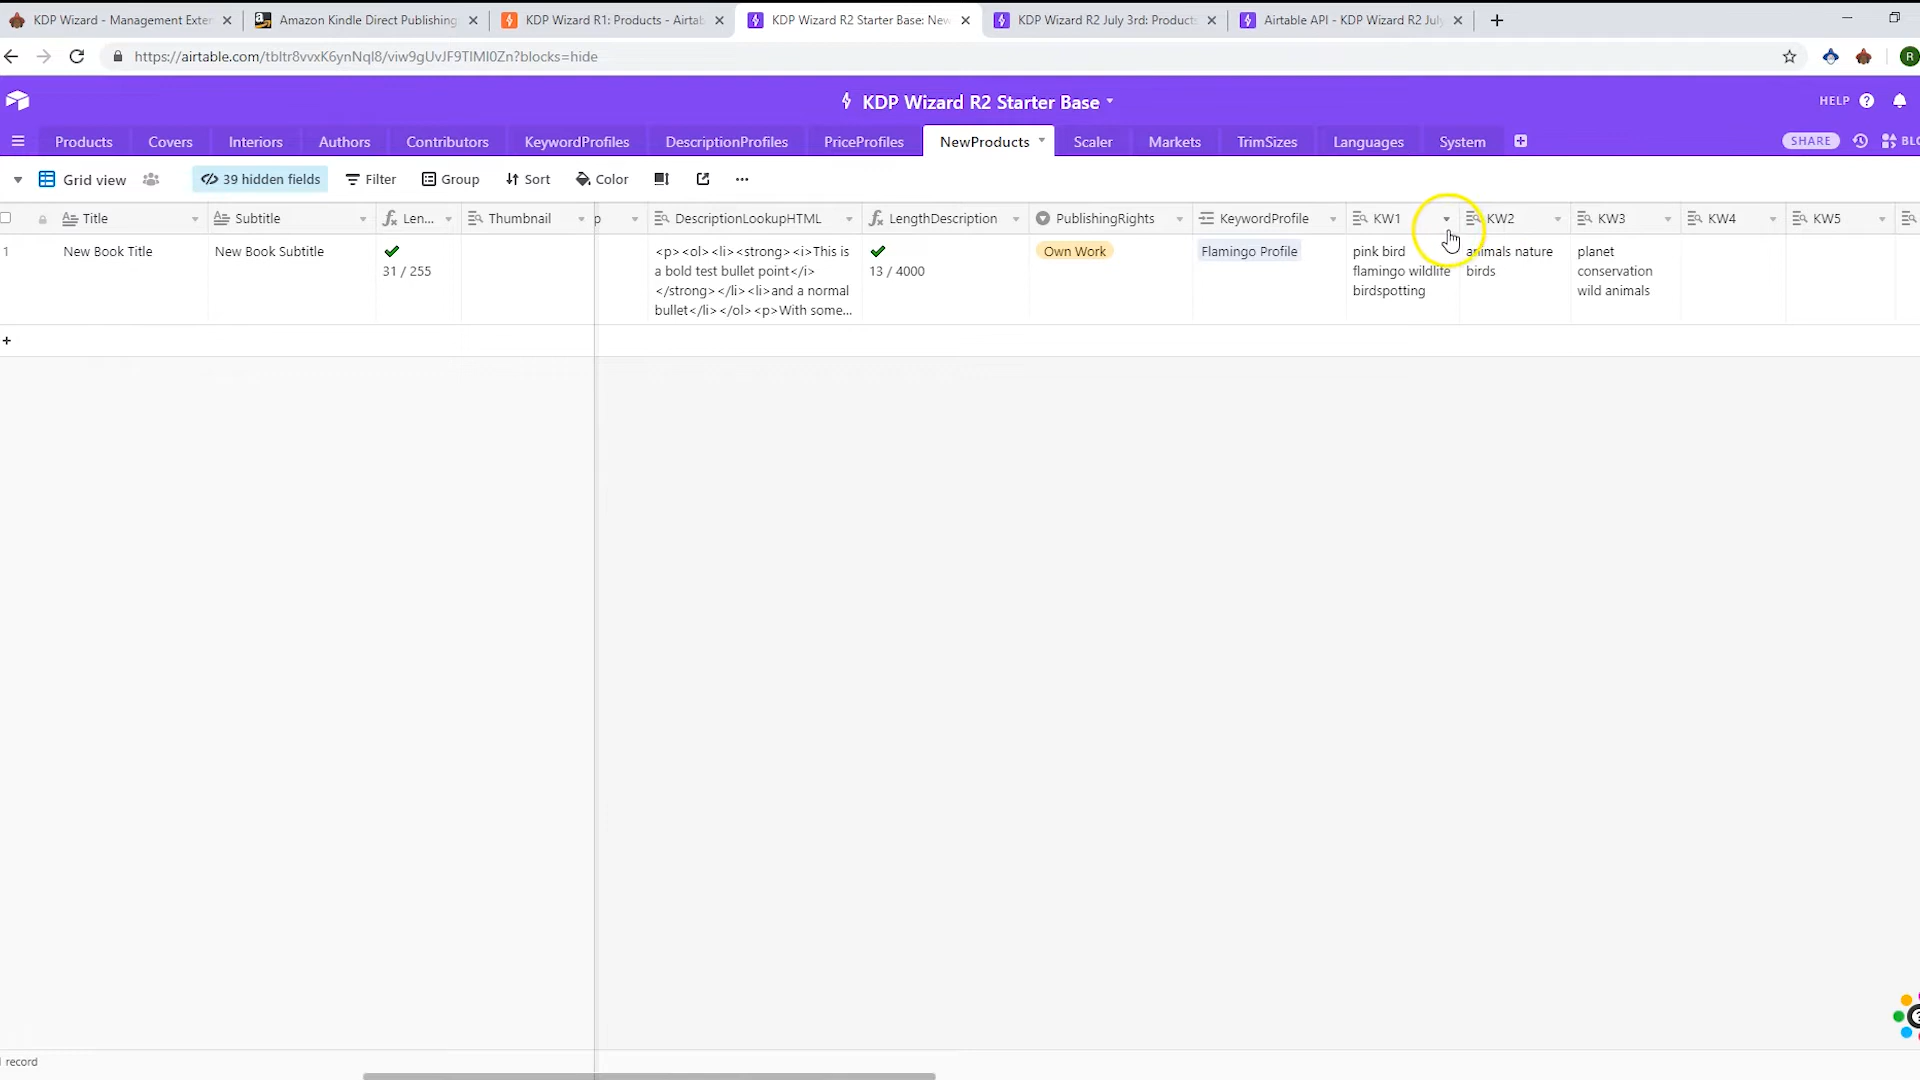 KDP Wizard - Management Exter
Amazon Kindle Direct Publishing
KDP Wizard R1: Products - Airtab
KDP Wizard R2 Starter Base: New
KDP Wizard R2 July 3rd: Products
Airtable API - KDP Wizard R2 July
https://airtable.com/tbltr8vvxK6ynNqI8/viw9gUvJF9TIMI0Zn?blocks=hide
R
KDP Wizard R2 Starter Base
HELP
Products
Covers
Interiors
Authors
Contributors
KeywordProfiles
DescriptionProfiles
PriceProfiles
NewProducts
Scaler
Markets
TrimSizes
Languages
System
SHARE
BLO
Grid view
39 hidden fields
Filter
Group
Sort
Color
Title
Subtitle
Len...
Thumbnail
p
DescriptionLookupHTML
LengthDescription
PublishingRights
KeywordProfile
KW1
KW2
KW3
KW4
KW5
1
New Book Title
New Book Subtitle
31 / 255
<p><ol><li><strong><i>This is
a bold test bullet point</i>
</strong></li><li>and a normal
bullet</li></ol><p>With some...
13 / 4000
Own Work
Flamingo Profile
pink bird
flamingo wildlife
birdspotting
animals nature
birds
planet
conservation
wild animals
+
record